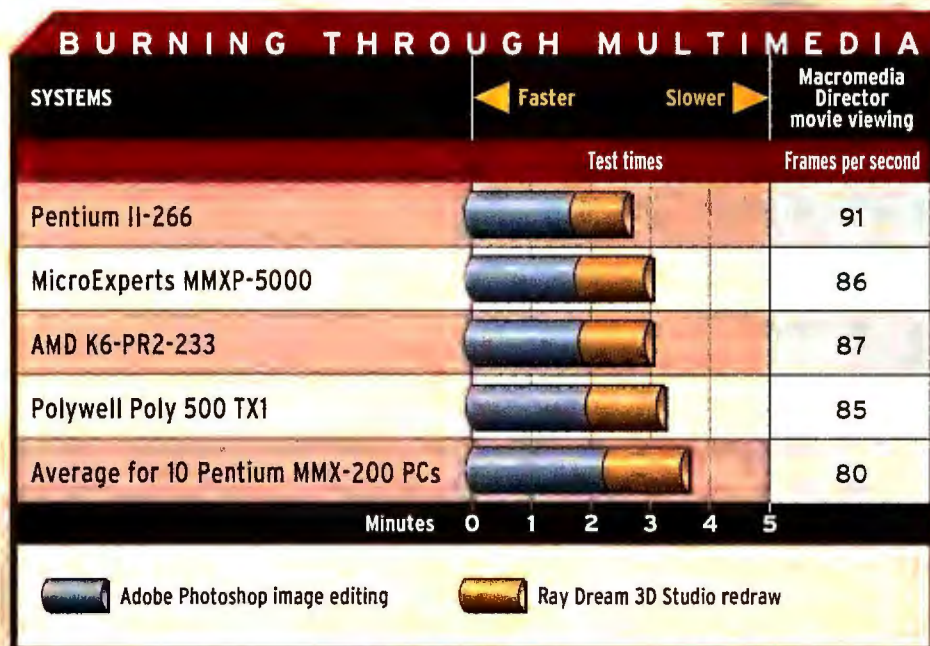 BURNING THROUGH MULTIMEDIA
SYSTEMS
Faster Slower
Macromedia
Director
movie viewing
Test times
Frames per second
Pentium II-266 91
MicroExperts MMXP-5000 86
AMD K6-PR2-233 87
Polywell Poly 500 TX1 85
Average for 10 Pentium MMX-200 PCs 80
Minutes 0 1 2 3 4 5
Adobe Photoshop image editing Ray Dream 3D Studio redraw